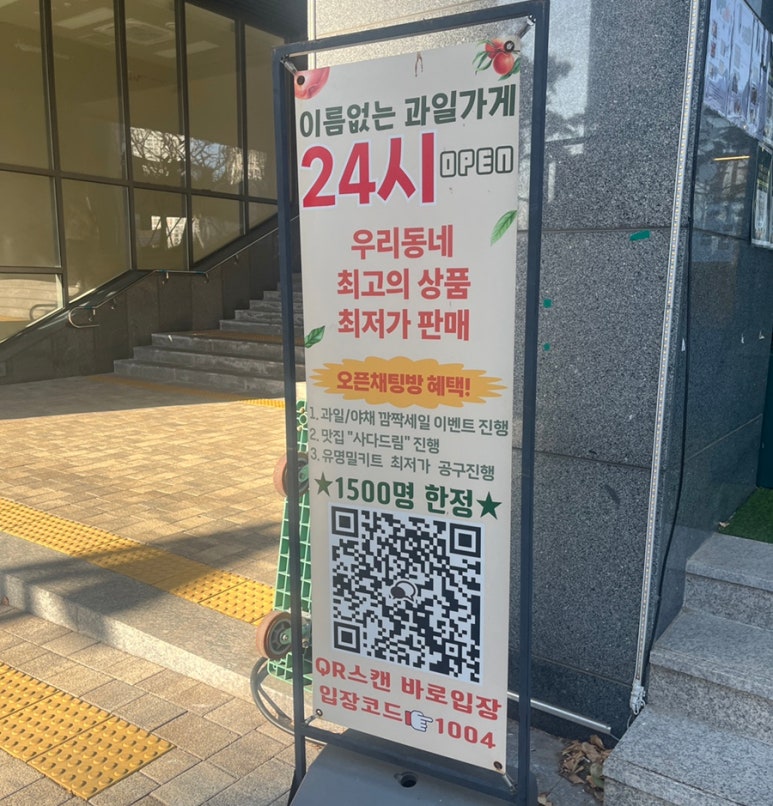 이름없는 과일가게
24시 OPEN
우리동네
최고의 상품
최저가 판매
오픈채팅방 혜택!
1. 과일/야채 깜짝세일 이벤트 진행
2. 맛집 "사다드림" 진행
3. 유명밀키트 최저가 공구진행
★1500명 한정★
QR스캔 바로입장
입장코드👉1004